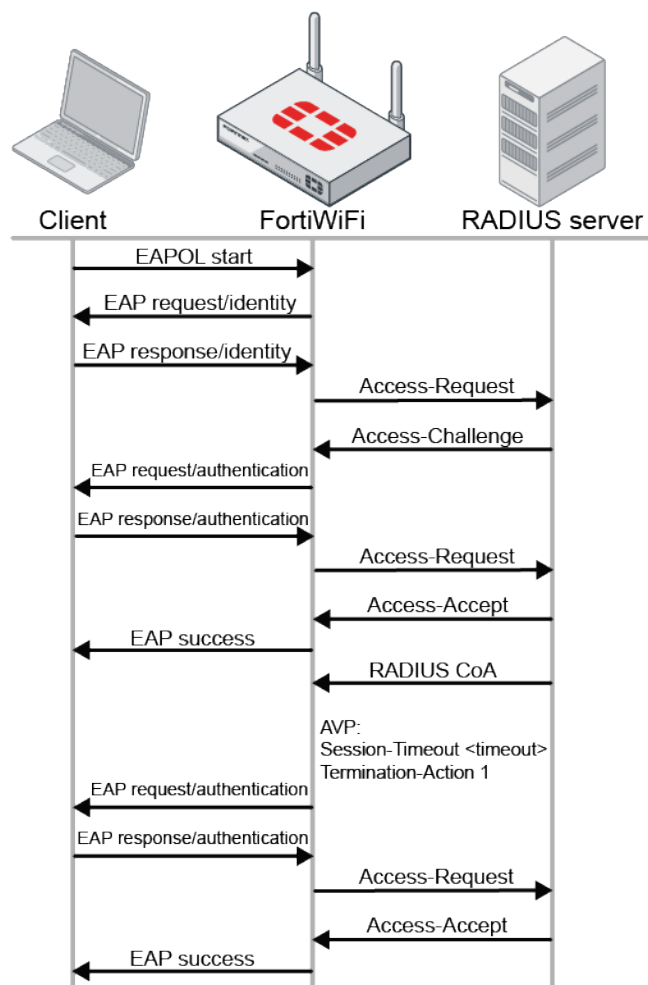 Client
FortiWiFi
RADIUS server
EAPOL start
EAP request/identity
EAP response/identity
Access-Request
Access-Challenge
EAP request/authentication
EAP response/authentication
Access-Request
Access-Accept
EAP success
RADIUS CoA
AVP:
Session-Timeout <timeout>
Termination-Action 1
EAP request/authentication
EAP response/authentication
Access-Request
Access-Accept
EAP success